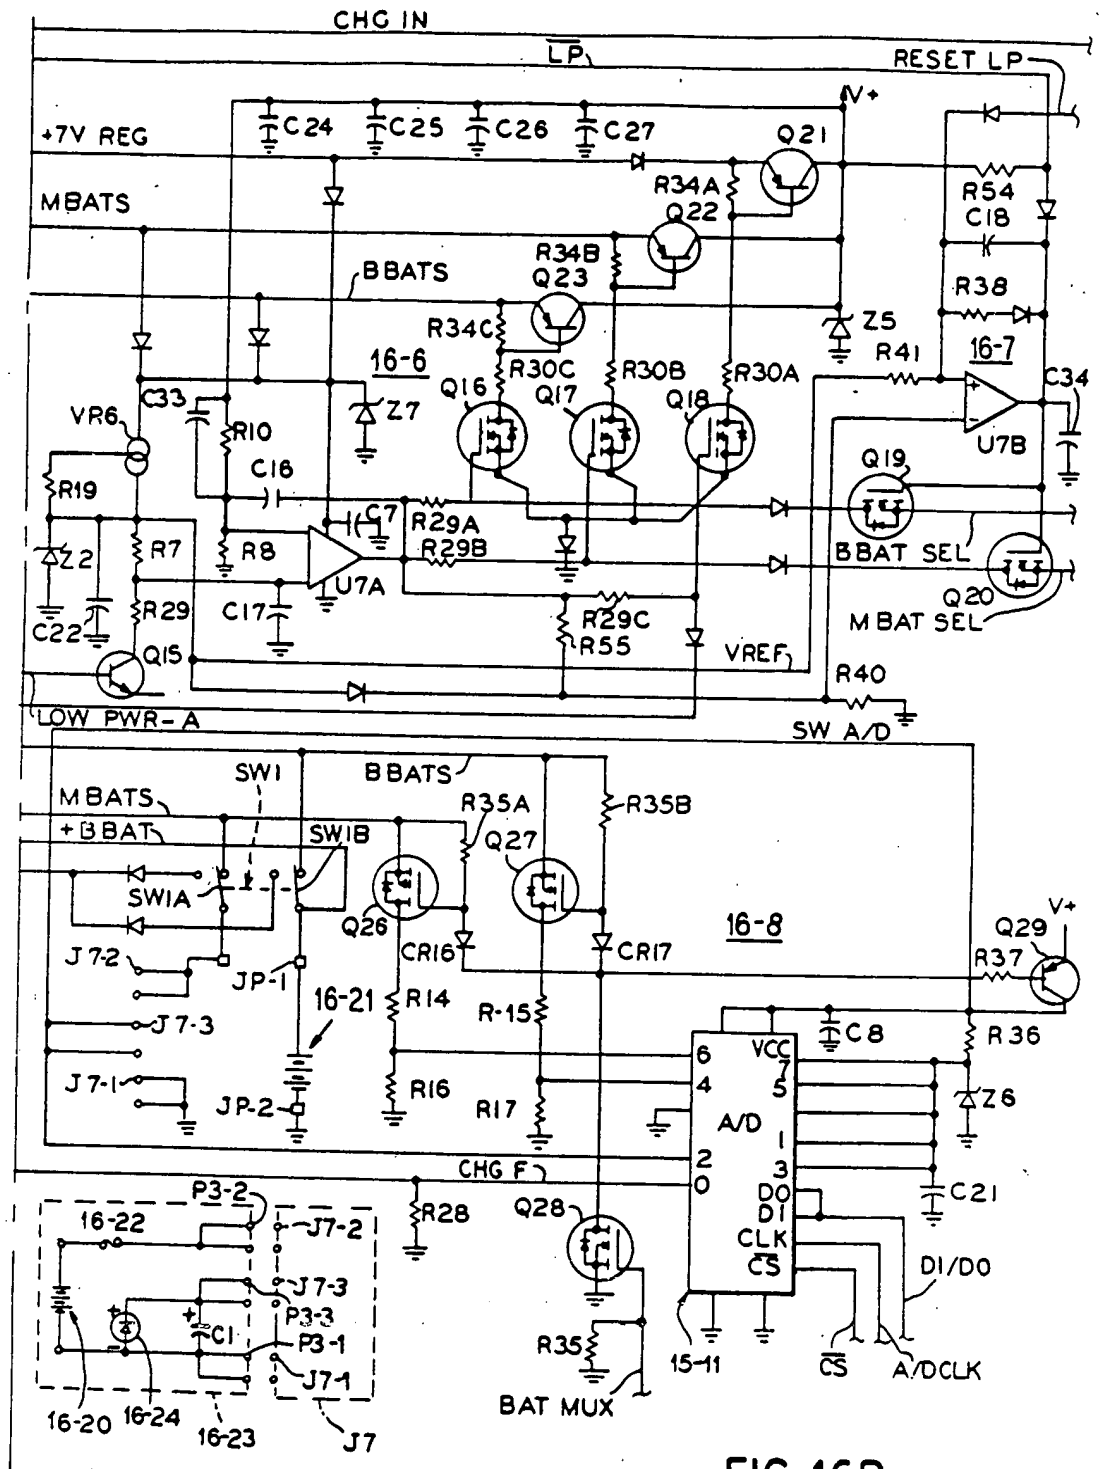 CHG IN
LP
RESET LP
V+
C24
C25
C26
C27
+7V REG
Q21
R34A
R54
MBATS
Q22
C18
R34B
BBATS
Q23
R38
R34C
Z5
16-6
16-7
R41
R30C
R30B
R30A
C34
C33
Z7
Q16
Q17
Q18
VR6
R10
+
-
U7B
Q19
C16
R19
C7
R29A
BBAT SEL
Z2
R7
R8
R29B
U7A
Q20
C17
R29C
MBAT SEL
C22
R29
R55
Q15
VREF
R40
LOW PWR-A
SW A/D
SW1
BBATS
MBATS
R35A
R35B
+BBAT
SW1B
Q27
SW1A
V+
Q26
16-8
Q29
J7-2
CR16
CR17
JP-1
R37
16-21
R14
R-15
J7-3
C8
R36
6
VCC
7
J7-1
R16
4
5
Z6
JP-2
R17
A/D
1
2
3
CHG F
0
D0
C21
P3-2
D1
R28
Q28
16-22
J7-2
CLK
CS
DI/DO
J7-3
+
+
P3-3
C1
P3-1
-
R35
15-11
CS
A/DCLK
J7-1
BAT MUX
16-20
16-24
16-23
J7